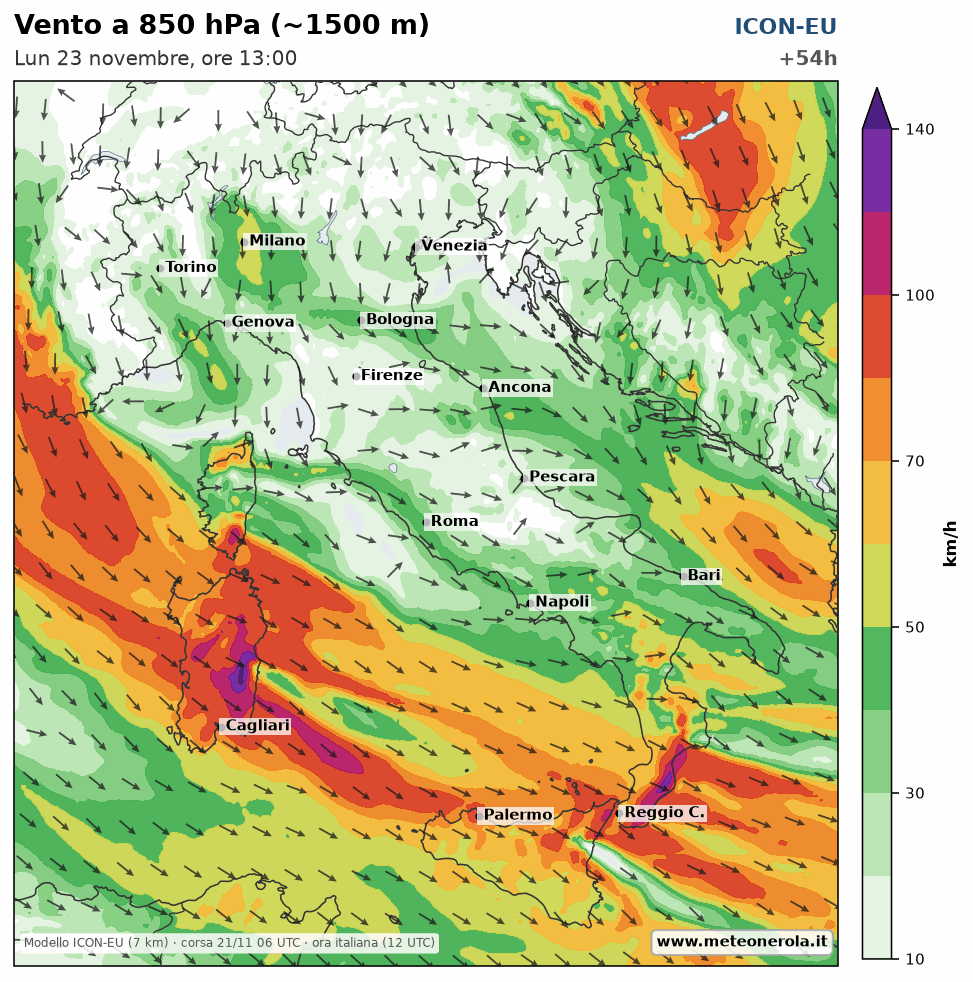 Vento a 850 hPa (~1500 m)
ICON-EU
Lun 23 novembre, ore 13:00
+54h
140
Milano
Venezia
Torino
100
Genova
Bologna
Firenze
Ancona
70
Pescara
Roma
km/h
Bari
Napoli
50
Cagliari
30
Palermo
Reggio C.
Modello ICON-EU (7 km) · corsa 21/11 06 UTC · ora italiana (12 UTC)
www.meteonerola.it
10